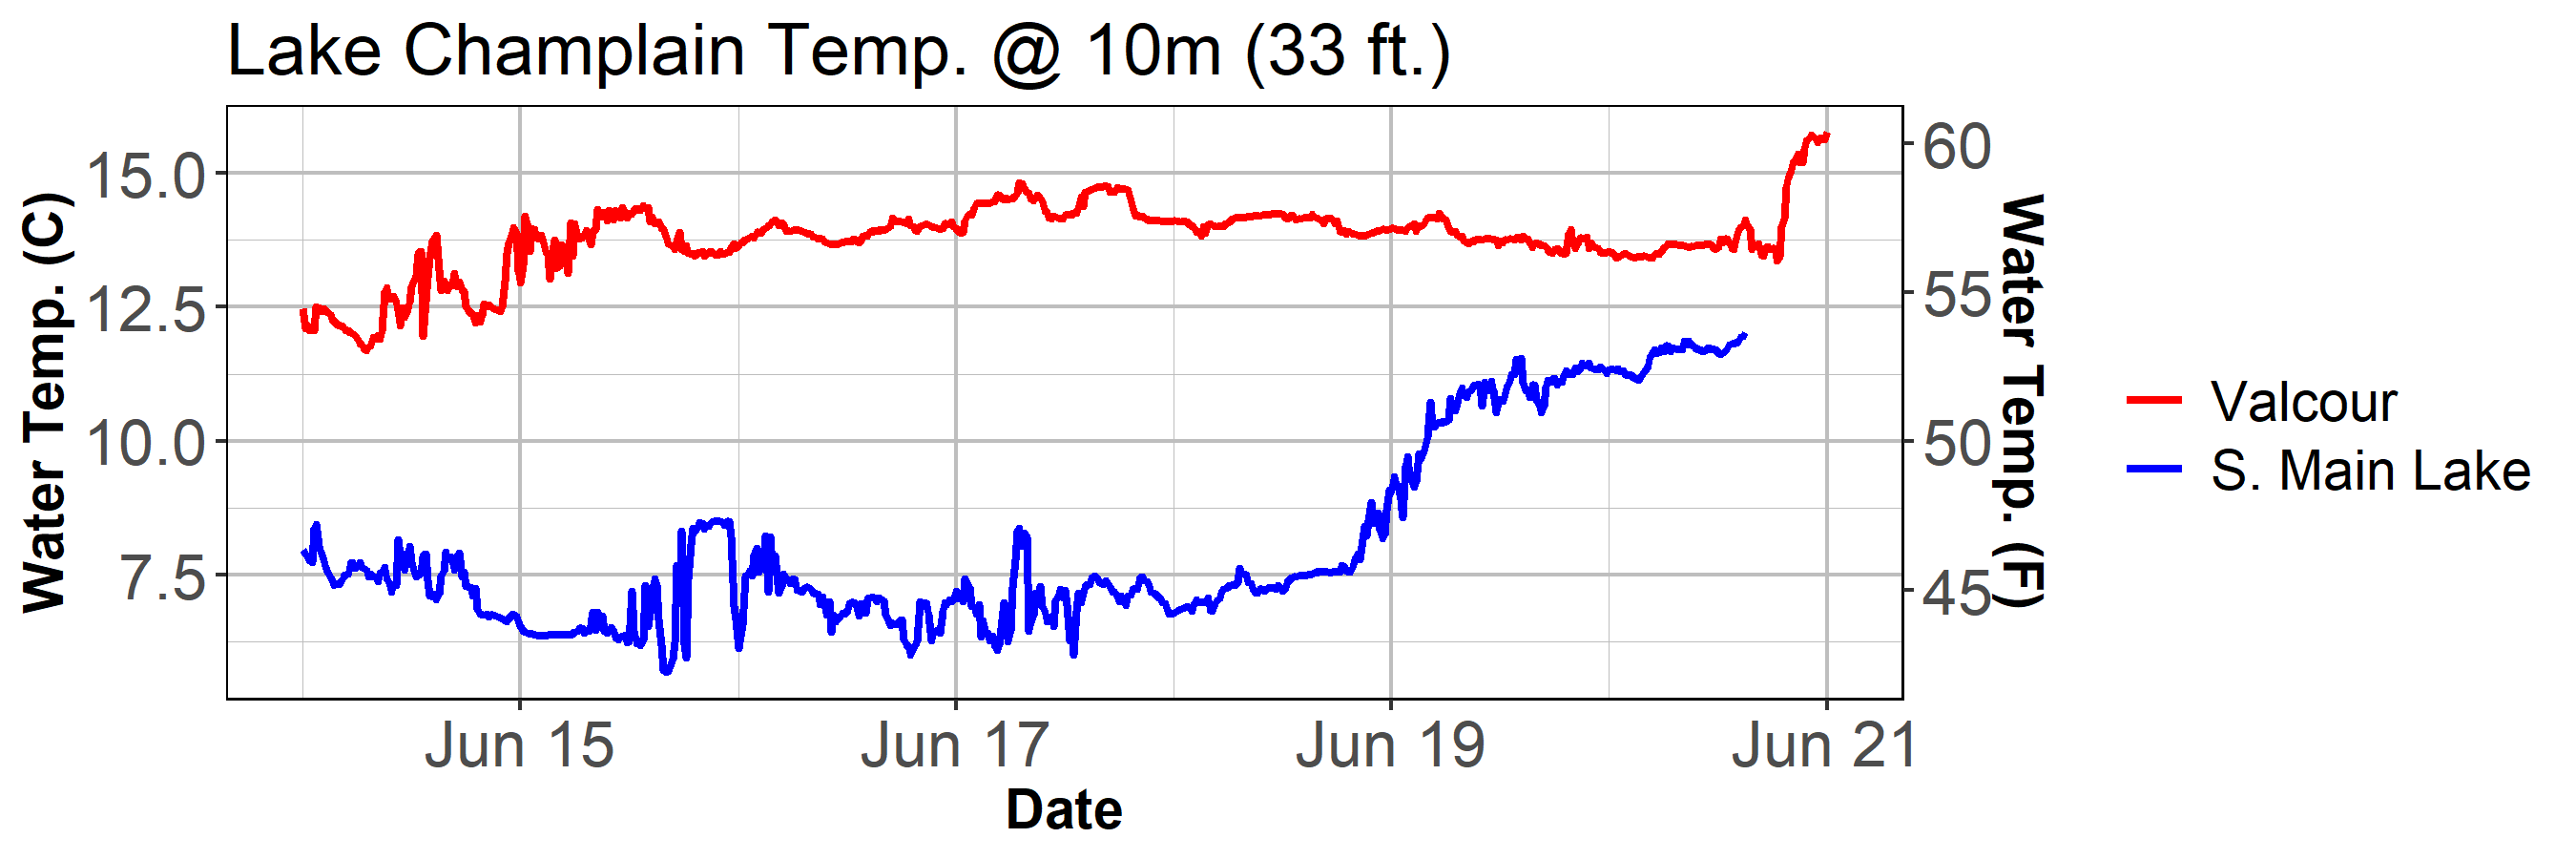 Lake Champlain Temp. @ 10m (33 ft.)
Water Temp. (C)
15.0
12.5
10.0
7.5
60
55
50
45
Water Temp. (F)
Jun 15
Jun 17
Jun 19
Jun 21
Date
Valcour
S. Main Lake